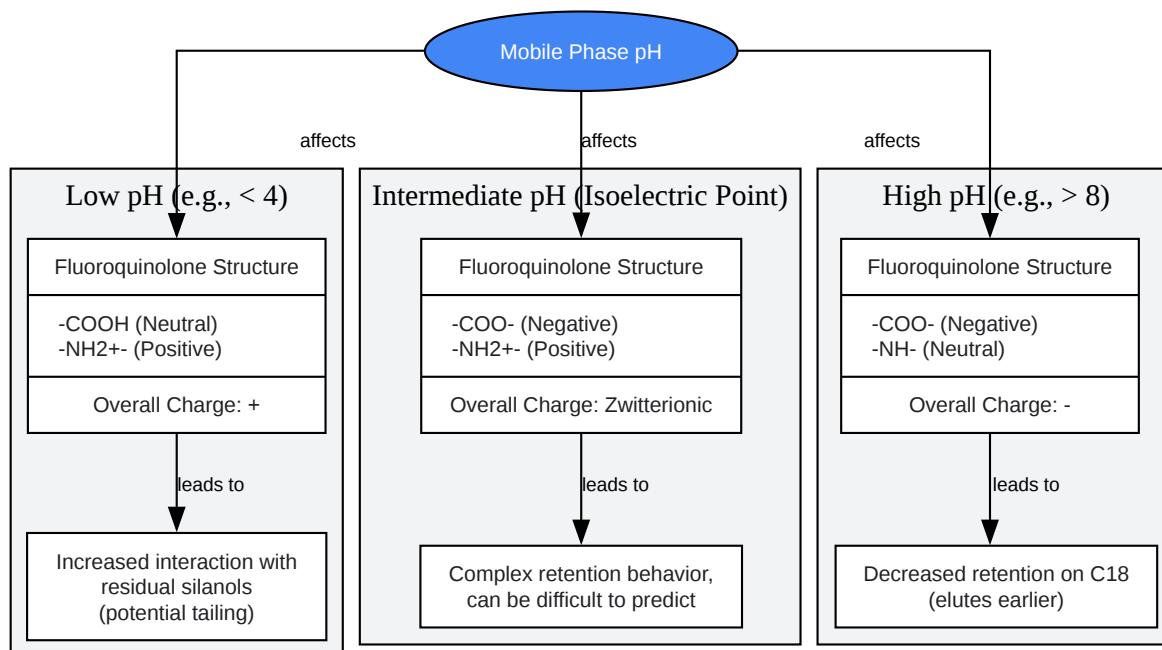 Mobile Phase pH
affects
affects
affects
Low pH (e.g., < 4)
Fluoroquinolone Structure
-COOH (Neutral)
-NH2+- (Positive)
Overall Charge: +
leads to
Increased interaction with
residual silanols
(potential tailing)
Intermediate pH (Isoelectric Point)
Fluoroquinolone Structure
-COO- (Negative)
-NH2+- (Positive)
Overall Charge: Zwitterionic
leads to
Complex retention behavior,
can be difficult to predict
High pH (e.g., > 8)
Fluoroquinolone Structure
-COO- (Negative)
-NH- (Neutral)
Overall Charge: -
leads to
Decreased retention on C18
(elutes earlier)